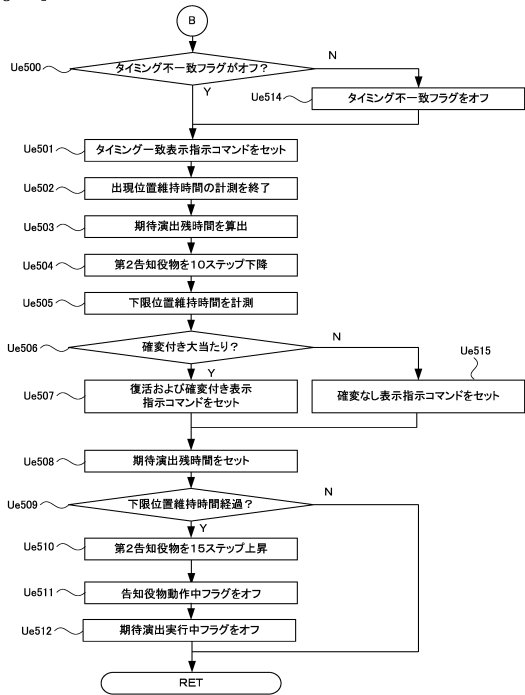 B
Ue500
タイミング不一致フラグがオフ？
N
Y
Ue514
タイミング不一致フラグをオフ
Ue501
タイミング一致表示指示コマンドをセット
Ue502
出現位置維持時間の計測を終了
Ue503
期待演出残時間を算出
Ue504
第2告知役物を10ステップ下降
Ue505
下限位置維持時間を計測
Ue506
確変付き大当たり？
N
Y
Ue515
Ue507
復活および確変付き表示
指示コマンドをセット
確変なし表示指示コマンドをセット
Ue508
期待演出残時間をセット
Ue509
下限位置維持時間経過？
N
Y
Ue510
第2告知役物を15ステップ上昇
Ue511
告知役物動作中フラグをオフ
Ue512
期待演出実行中フラグをオフ
RET